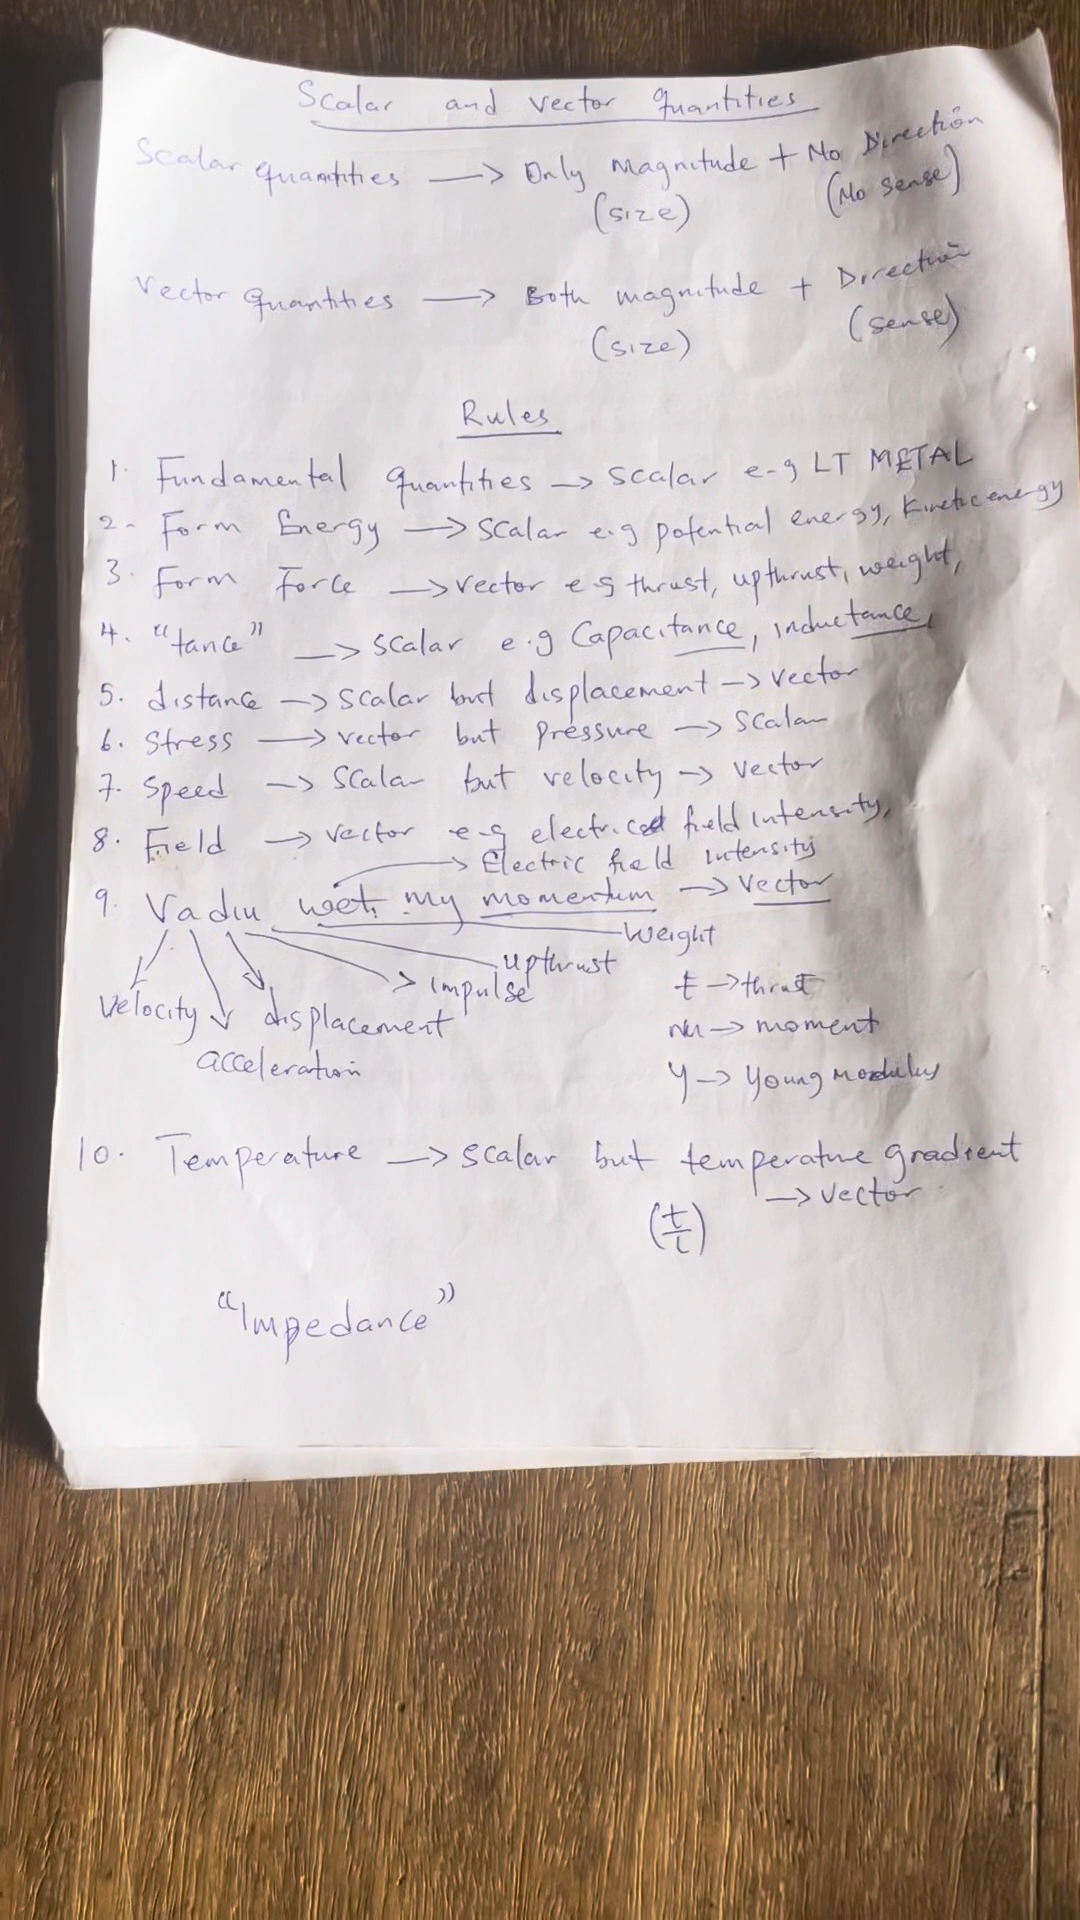 Scalar and vector Quantities
Scalar quantities → Only magnitude + No Direction
(size) (No sense)
Vector Quantities → Both magnitude + Direction
(size) (sense)
Rules
1. Fundamental Quantities → scalar e-g LT METAL
2- Form Energy → scalar e.g potential energy, Kinetic energy
3. Form Force → vector e g thrust, upthrust, weight,
4. "tance" → scalar e.g Capacitance, inductance,
5. distance → scalar but displacement → vector
6. Stress → vector but Pressure → scalar
7. Speed → Scalar but velocity → vector
8. Field → vector e-g electrical field intensity,
→ Electric field intensity
9. Vadiu wet. my momentum → Vector
Weight
upthrust
velocity displacement > impulse t → thrust
acceleration m → moment
Y → Young modulus
10. Temperature → scalar but temperature gradient
→ vector
(t/l)
"Impedance"